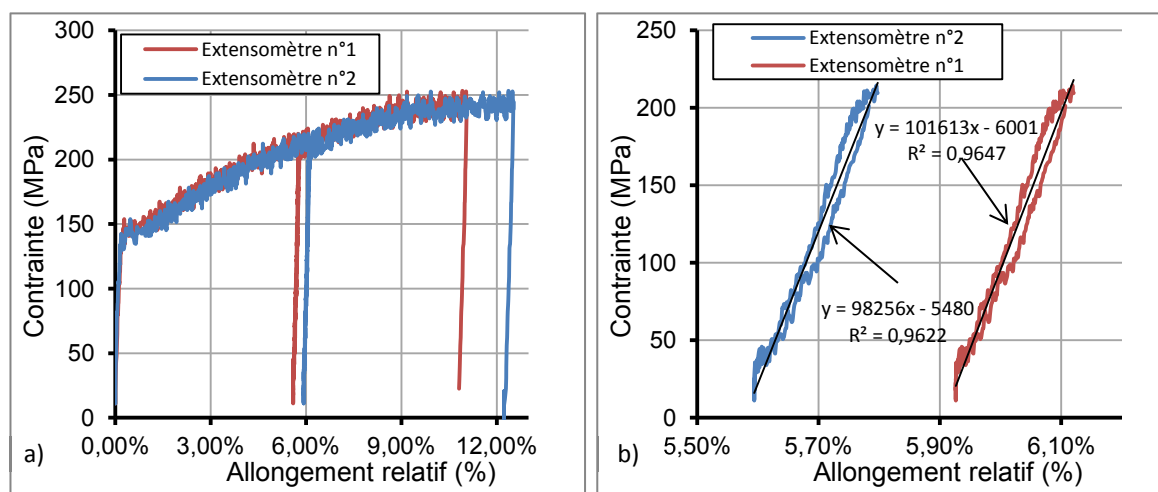 300
250
200
150
100
50
0
Contrainte (MPa)
Extensomètre n°1
Extensomètre n°2
0,00%
3,00%
6,00%
9,00%
12,00%
Allongement relatif (%)
a)
250
200
150
100
50
0
Contrainte (MPa)
Extensomètre n°2
Extensomètre n°1
y = 101613x - 6001
R² = 0,9647
y = 98256x - 5480
R² = 0,9622
5,50%
5,70%
5,90%
6,10%
Allongement relatif (%)
b)